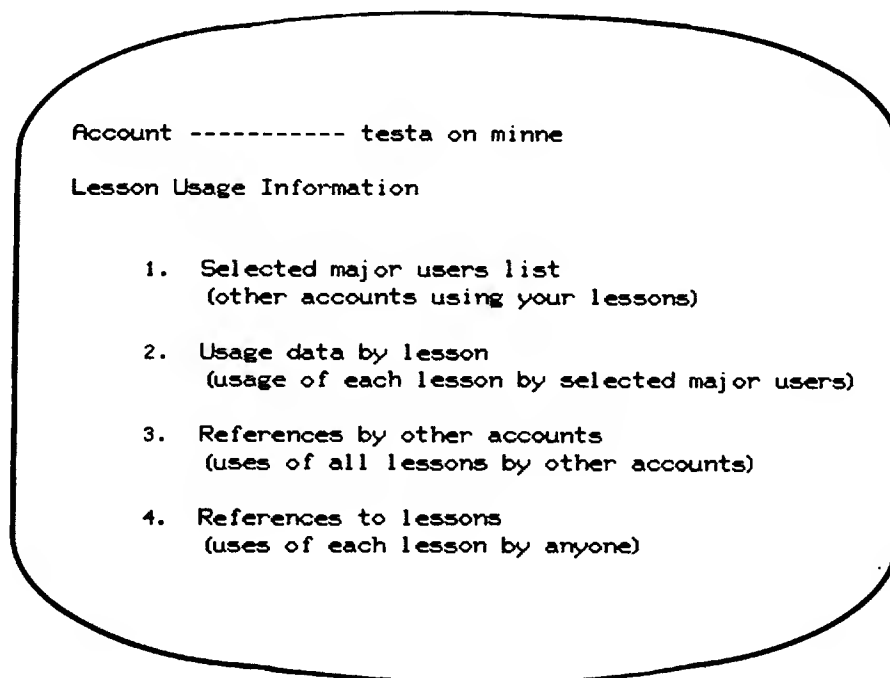 Account ----------- testa on minne
Lesson Usage Information
1. Selected major users list
(other accounts using your lessons)
2. Usage data by lesson
(usage of each lesson by selected major users)
3. References by other accounts
(uses of all lessons by other accounts)
4. References to lessons
(uses of each lesson by anyone)